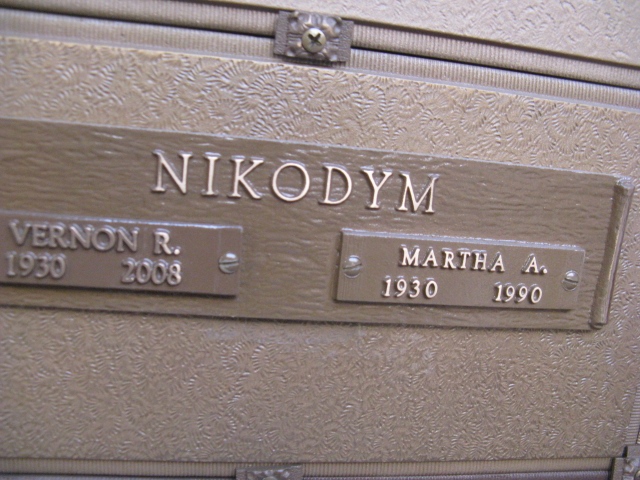 NIKODYM
VERNON R.
1930 2008
MARTHA A.
1930 1990